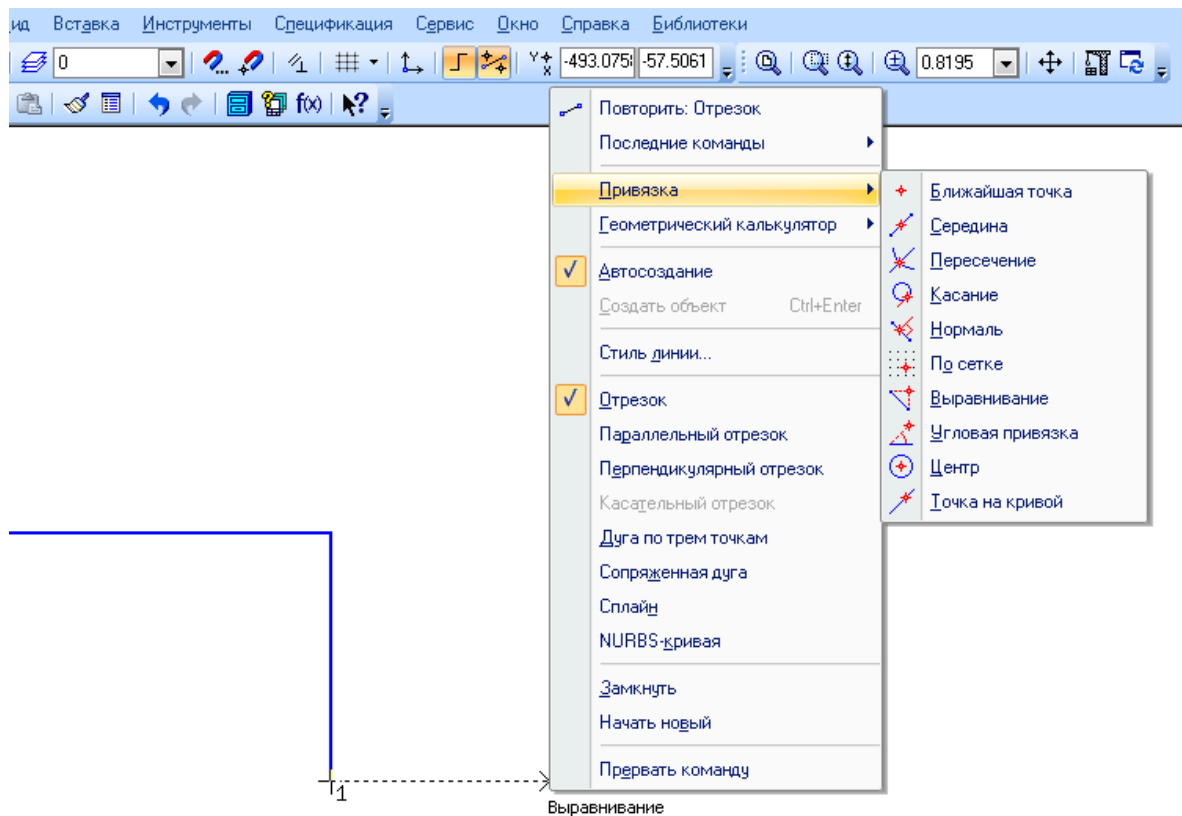 ид Вставка Инструменты Спецификация Сервис Окно Справка Библиотеки
0 -493.075 -57.5061 0.8195
f(x)
Повторить: Отрезок
Последние команды
Привязка
Геометрический калькулятор
Автосоздание
Создать объект Ctrl+Enter
Стиль линии...
Отрезок
Параллельный отрезок
Перпендикулярный отрезок
Касательный отрезок
Дуга по трем точкам
Сопряженная дуга
Сплайн
NURBS-кривая
Замкнуть
Начать новый
Прервать команду
Ближайшая точка
Середина
Пересечение
Касание
Нормаль
По сетке
Выравнивание
Угловая привязка
Центр
Точка на кривой
1
Выравнивание